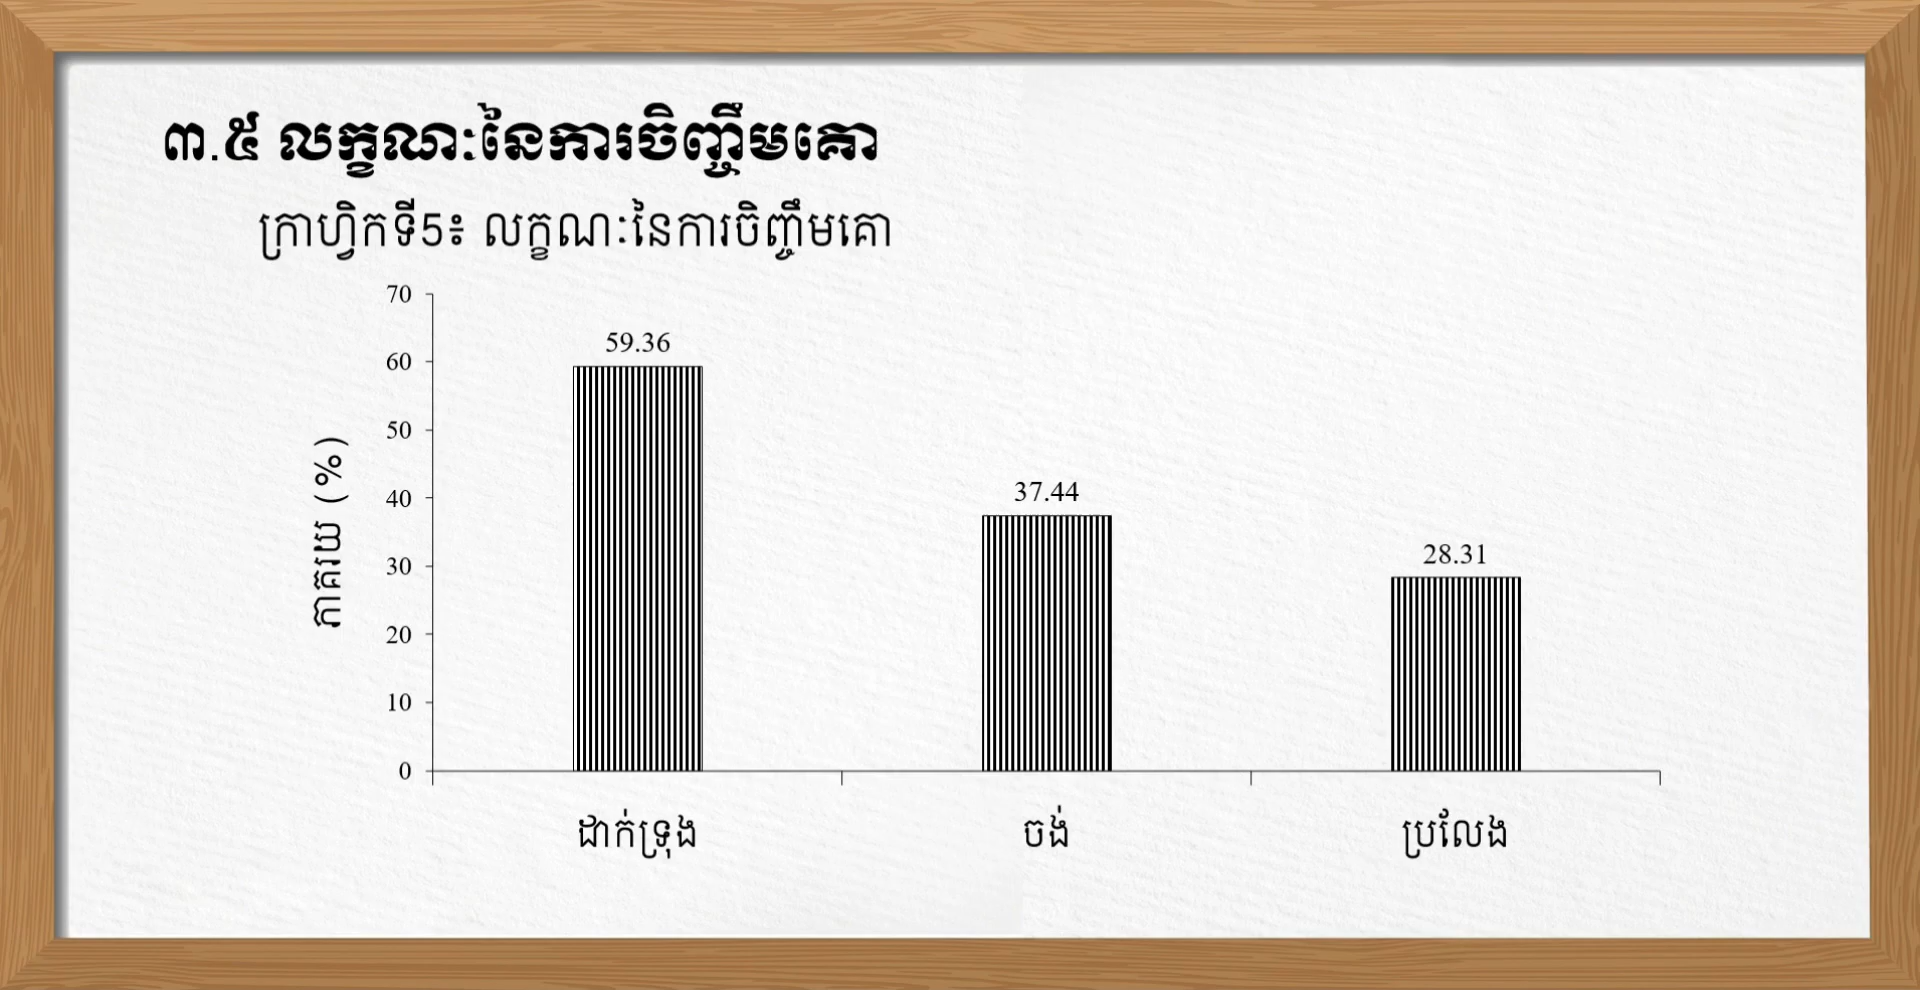 ៣.៥ លក្ខណៈនៃការចិញ្ចឹមគោ
ក្រាហ្វិកទី5៖ លក្ខណៈនៃការចិញ្ចឹមគោ
ភាគរយ (%)
70
60
50
40
30
20
10
0
59.36
37.44
28.31
ដាក់ទ្រុង
ចង់
ប្រលែង